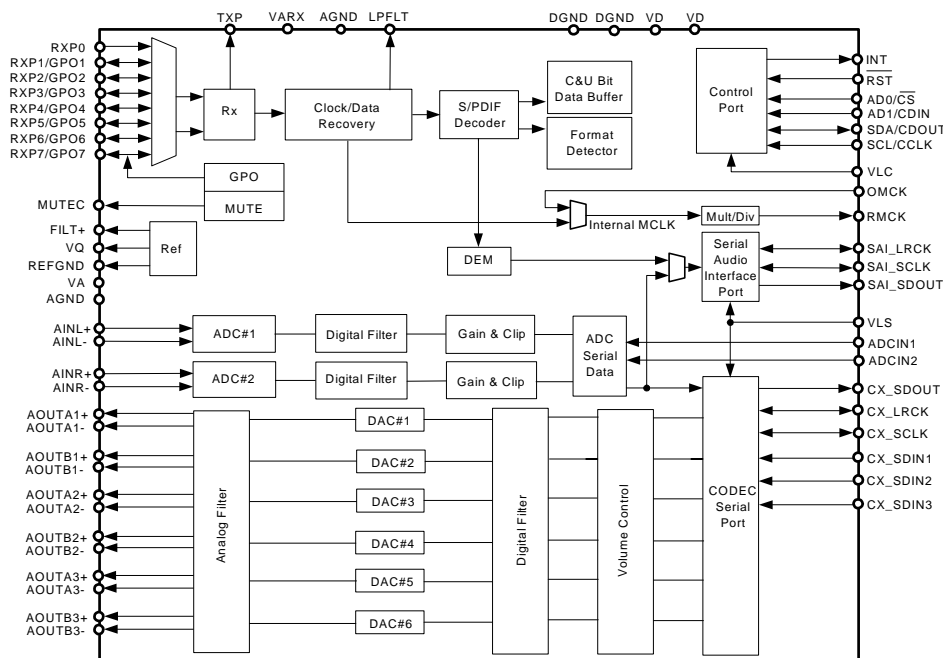 TXP VARX AGND LPFLT DGND DGND VD VD
RXP0
RXP1/GPO1
RXP2/GPO2
RXP3/GPO3
RXP4/GPO4
RXP5/GPO5
RXP6/GPO6
RXP7/GPO7
MUTEC
FILT+
VQ
REFGND
VA
AGND
AINL+
AINL-
AINR+
AINR-
AOUTA1+
AOUTA1-
AOUTB1+
AOUTB1-
AOUTA2+
AOUTA2-
AOUTB2+
AOUTB2-
AOUTA3+
AOUTA3-
AOUTB3+
AOUTB3-
Rx
Clock/Data
Recovery
S/PDIF
Decoder
C&U Bit
Data Buffer
Format
Detector
Control
Port
GPO
MUTE
Ref
Internal MCLK
Mult/Div
DEM
Serial
Audio
Interface
Port
ADC#1
Digital Filter
Gain & Clip
ADC
Serial
Data
ADC#2
Digital Filter
Gain & Clip
Analog Filter
DAC#1
DAC#2
DAC#3
DAC#4
DAC#5
DAC#6
Digital Filter
Volume Control
CODEC
Serial
Port
INT
RST
AD0/CS
AD1/CDIN
SDA/CDOUT
SCL/CCLK
VLC
OMCK
RMCK
SAI_LRCK
SAI_SCLK
SAI_SDOUT
VLS
ADCIN1
ADCIN2
CX_SDOUT
CX_LRCK
CX_SCLK
CX_SDIN1
CX_SDIN2
CX_SDIN3